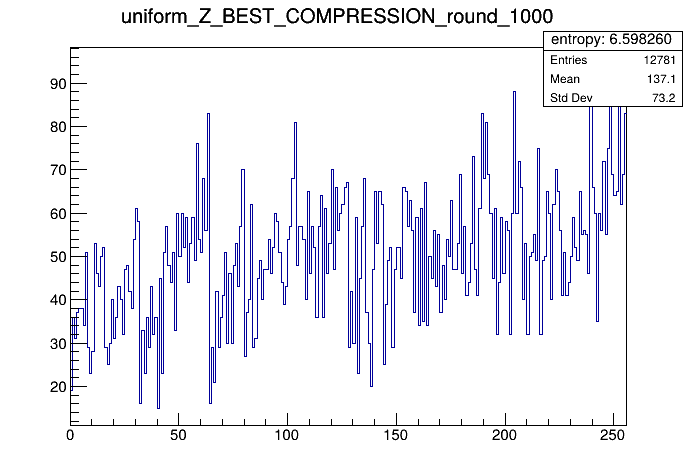 uniform_Z_BEST_COMPRESSION_round_1000
entropy: 6.598260
Entries 12781
Mean 137.1
Std Dev 73.2
90
80
70
60
50
40
30
20
0 50 100 150 200 250